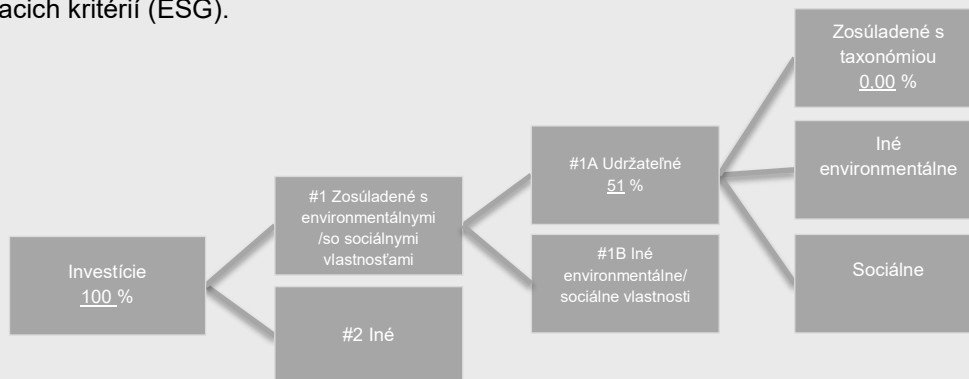 acich kritérií (ESG).
Investície
100 %
#1 Zosúladené s
environmentálnymi
/so sociálnymi
vlastnosťami
#2 Iné
#1A Udržateľné
51 %
#1B Iné
environmentálne/
sociálne vlastnosti
Zosúladené s
taxonómiou
0.00 %
Iné
environmentálne
Sociálne